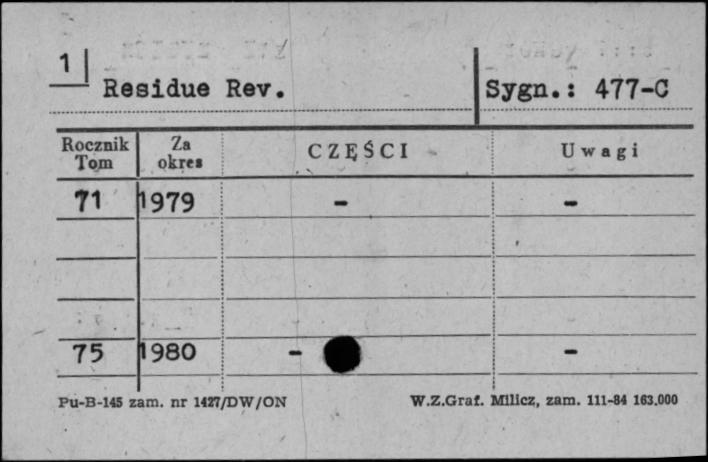 1
Residue Rev.
Sygn.: 477-C
Rocznik Tom
Za okres
CZĘŚCI
Uwagi
71 1979 - -
75 1980 - -
Pu-B-145 zam. nr 1427/DW/ON
W.Z.Graf. Milicz, zam. 111-84 163.000